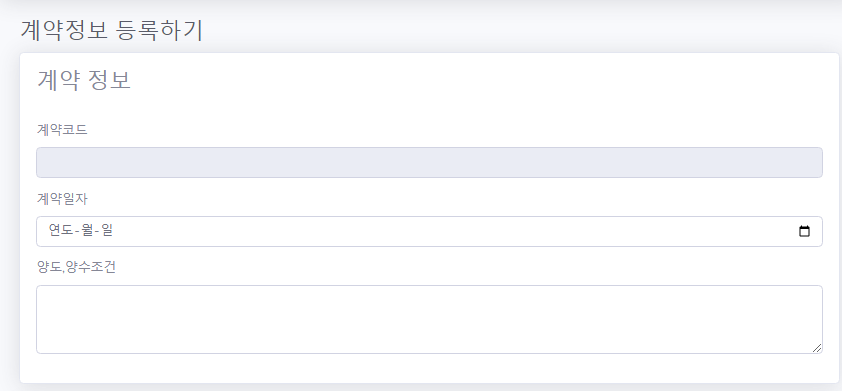 계약정보 등록하기
계약 정보
계약코드
계약일자
연도-월-일
양도,양수조건